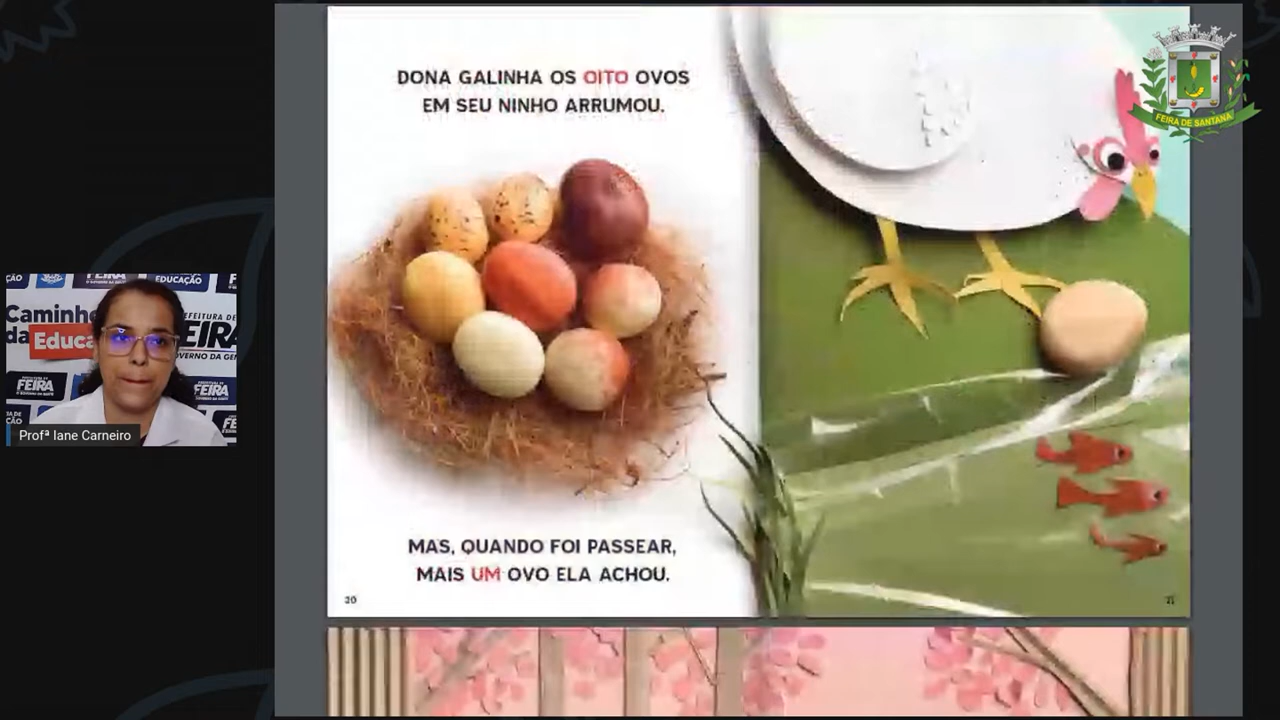 DONA GALINHA OS OITO OVOS
EM SEU NINHO ARRUMOU.
MAS, QUANDO FOI PASSEAR,
MAIS UM OVO ELA ACHOU.
20
21
FEIRA DE SANTANA
EDUCAÇÃO
Caminho
da Educa
FEIRA
FEIRA
Profª Iane Carneiro